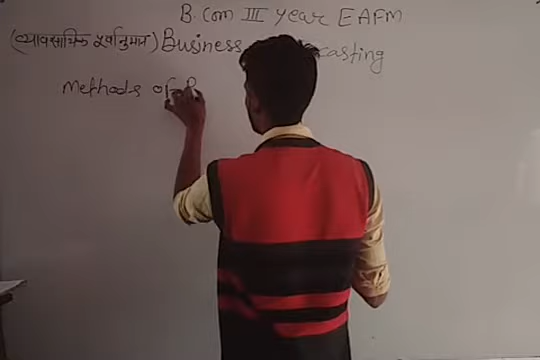 B. Com III year EAFM
(व्यावसायिक पूर्वानुमान) Business casting
Methods of B